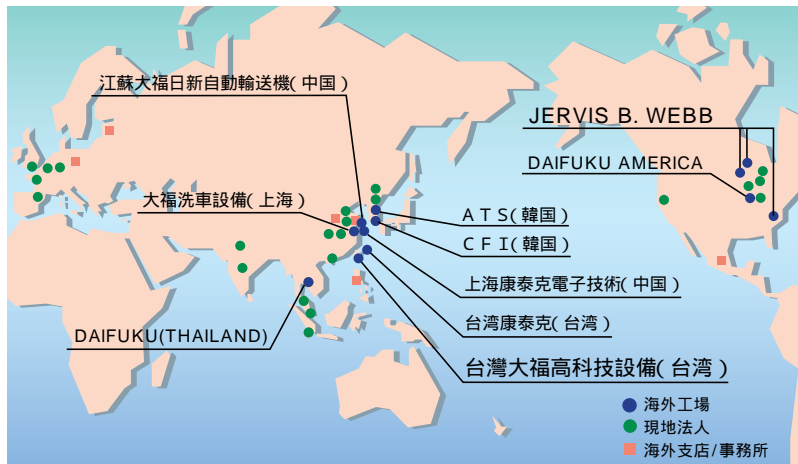 江蘇大福日新自動輸送機(中国)
JERVIS B. WEBB
DAIFUKU AMERICA
大福洗車設備(上海)
ATS(韓国)
CFI(韓国)
上海康泰克電子技術(中国)
台湾康泰克(台湾)
DAIFUKU(THAILAND)
台灣大福高科技設備(台湾)
海外工場
現地法人
海外支店/事務所